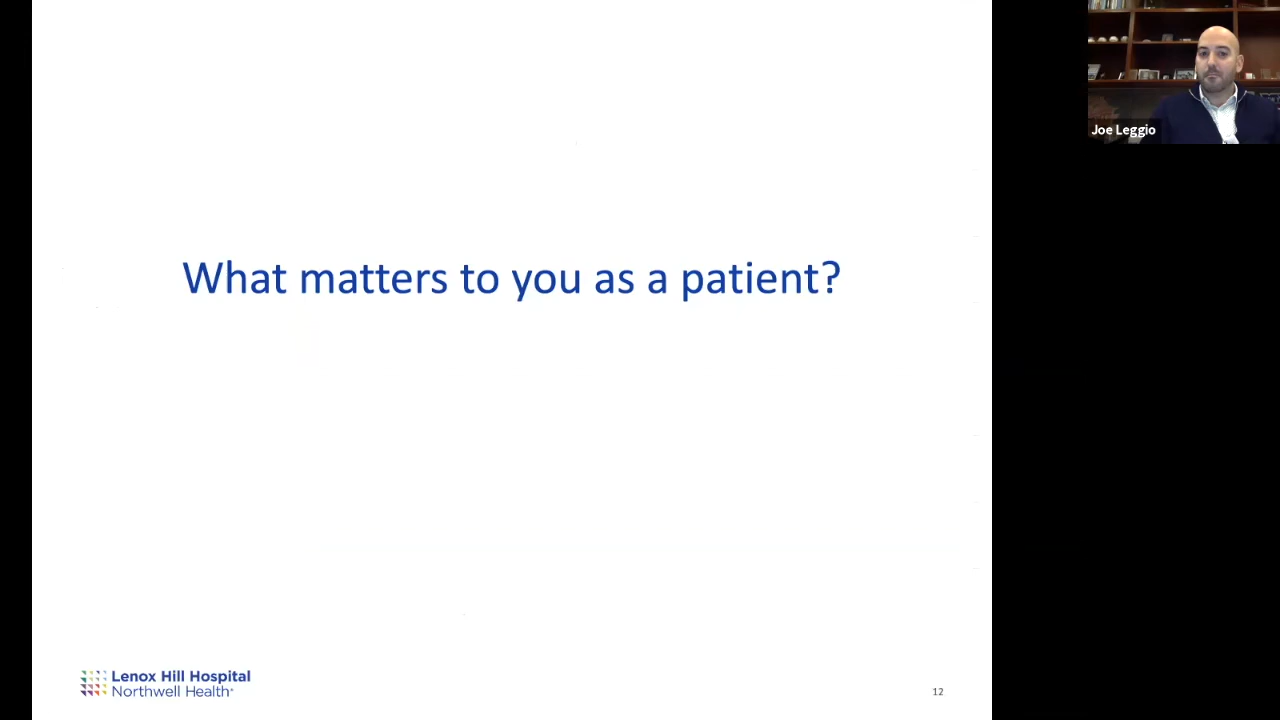 Joe Leggio
What matters to you as a patient?
Lenox Hill Hospital
Northwell Health
12